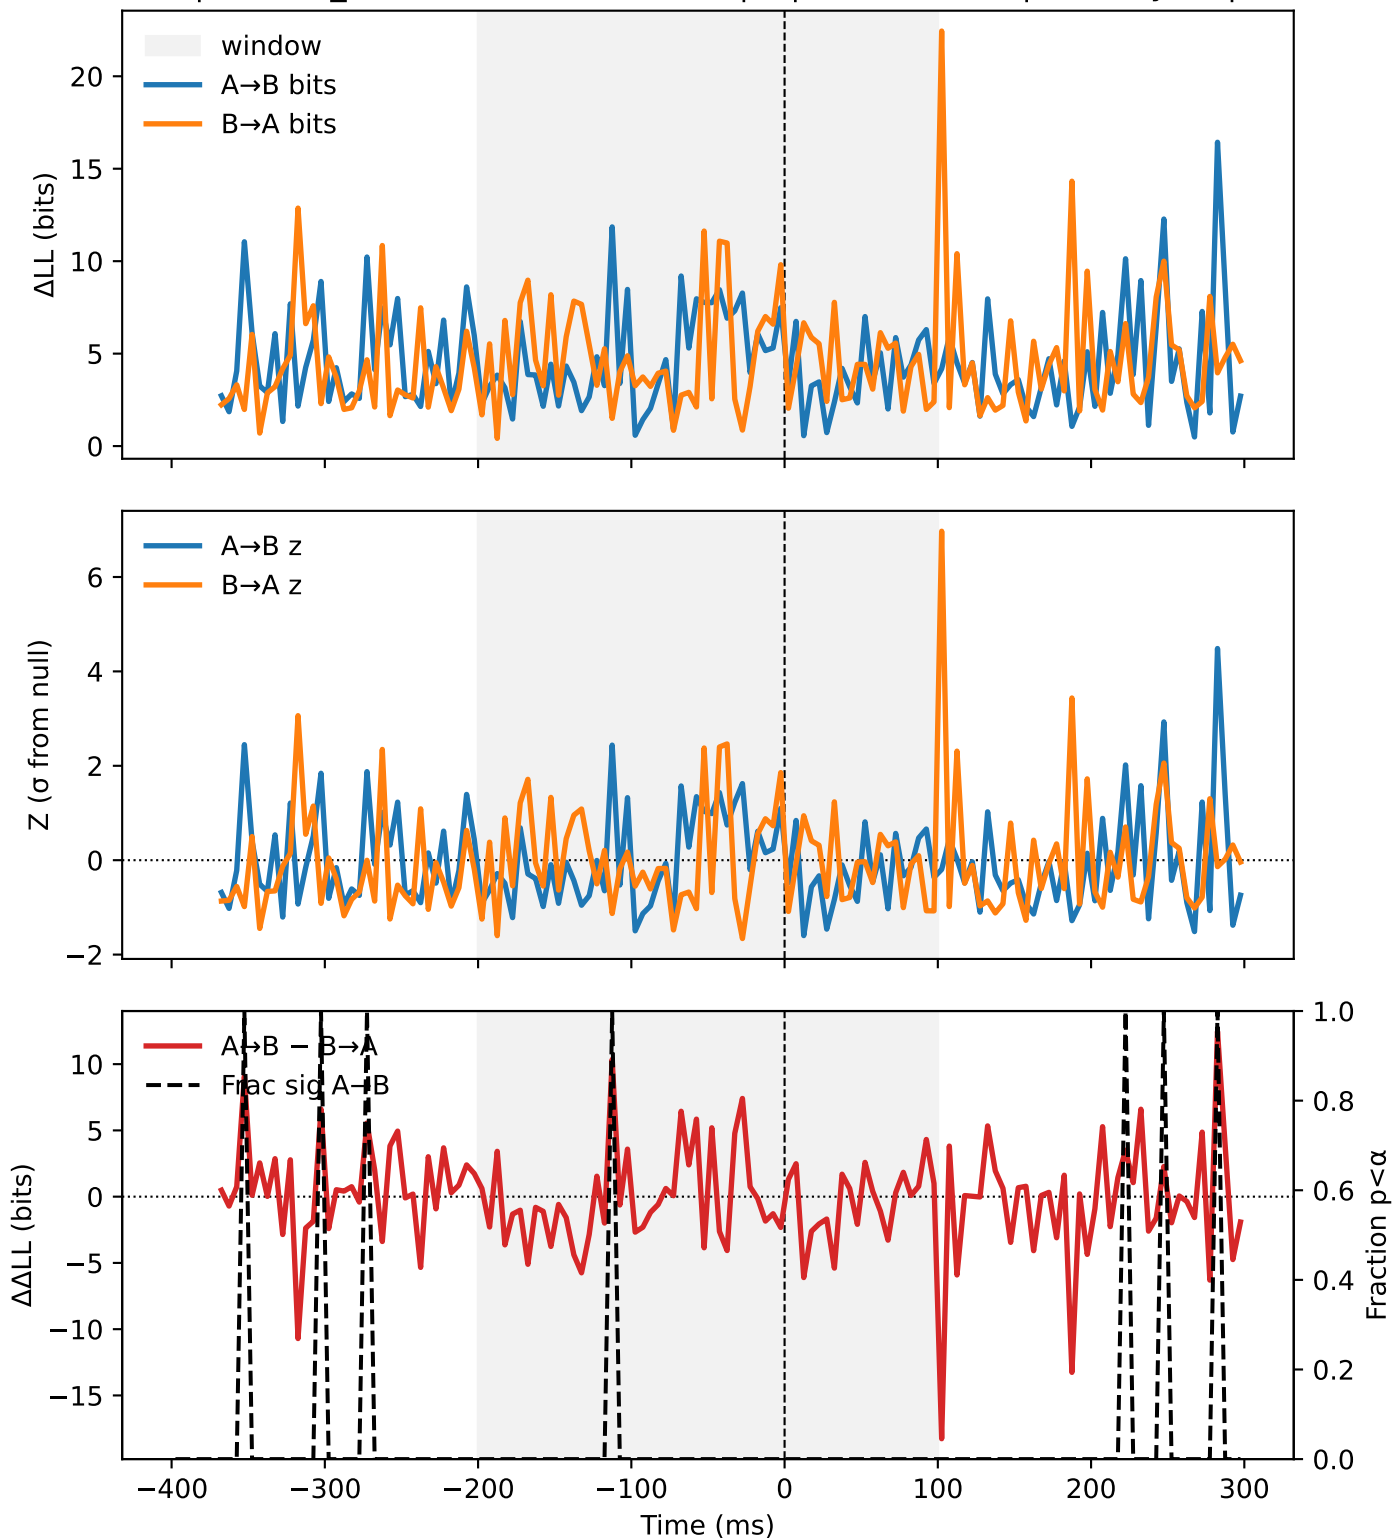 window
A→B bits
B→A bits
ΔLL (bits)
20
15
10
5
0
A→B z
B→A z
Z (σ from null)
6
4
2
0
−2
A→B − B→A
Frac sig A→B
ΔΔLL (bits)
10
5
0
−5
−10
−15
1.0
0.8
0.6
0.4
0.2
0.0
Fraction p<α
−400 −300 −200 −100 0 100 200 300
Time (ms)